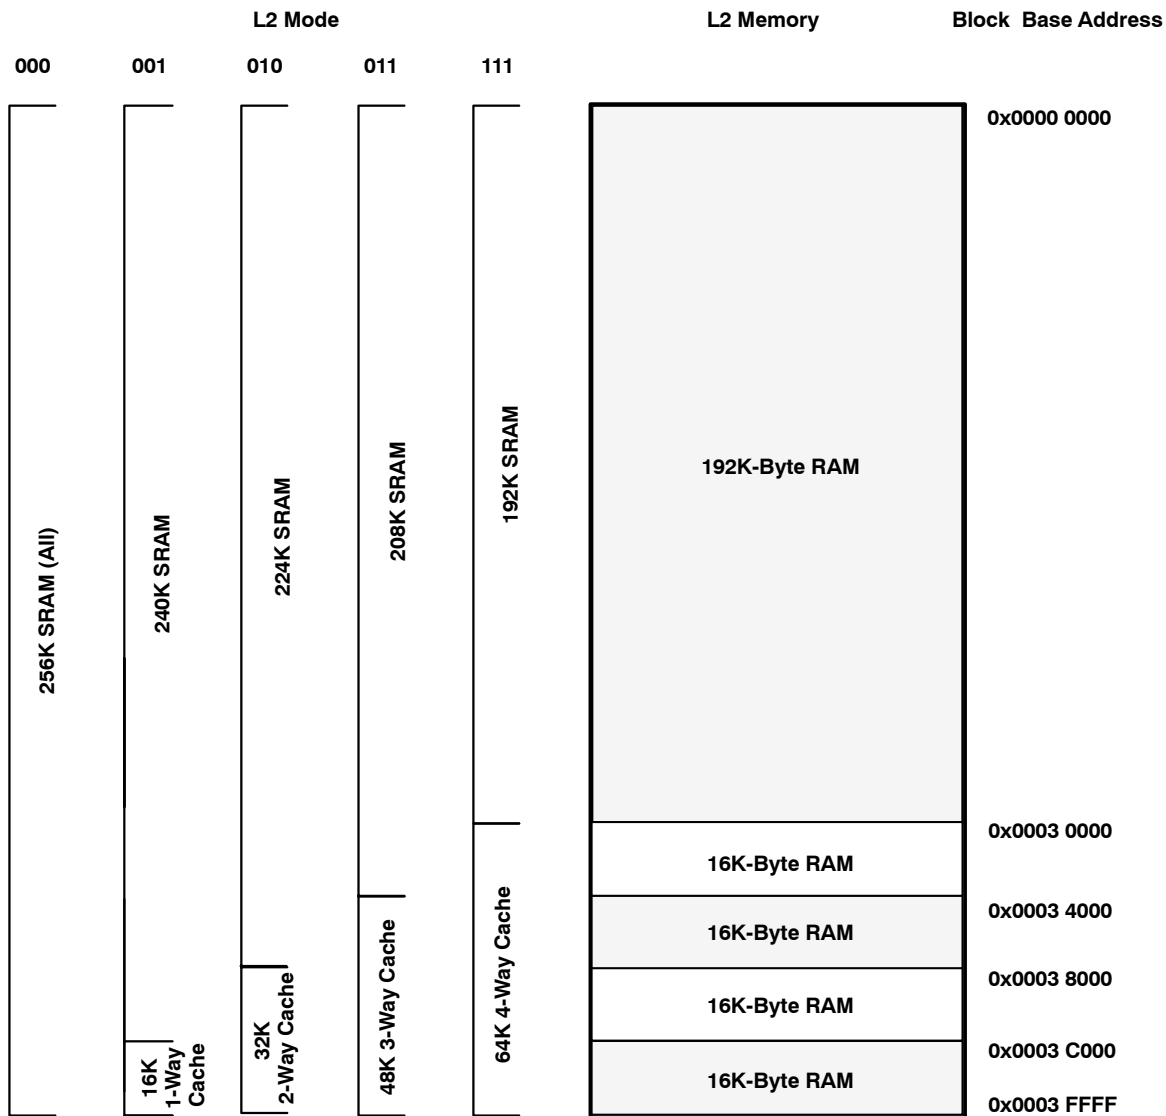 L2 Mode
L2 Memory
Block Base Address
000
001
010
011
111
0x0000 0000
256K SRAM (All)
240K SRAM
224K SRAM
208K SRAM
192K SRAM
192K-Byte RAM
0x0003 0000
16K-Byte RAM
0x0003 4000
16K-Byte RAM
0x0003 8000
16K-Byte RAM
0x0003 C000
16K-Byte RAM
0x0003 FFFF
16K
1-Way
Cache
32K
2-Way Cache
48K 3-Way Cache
64K 4-Way Cache